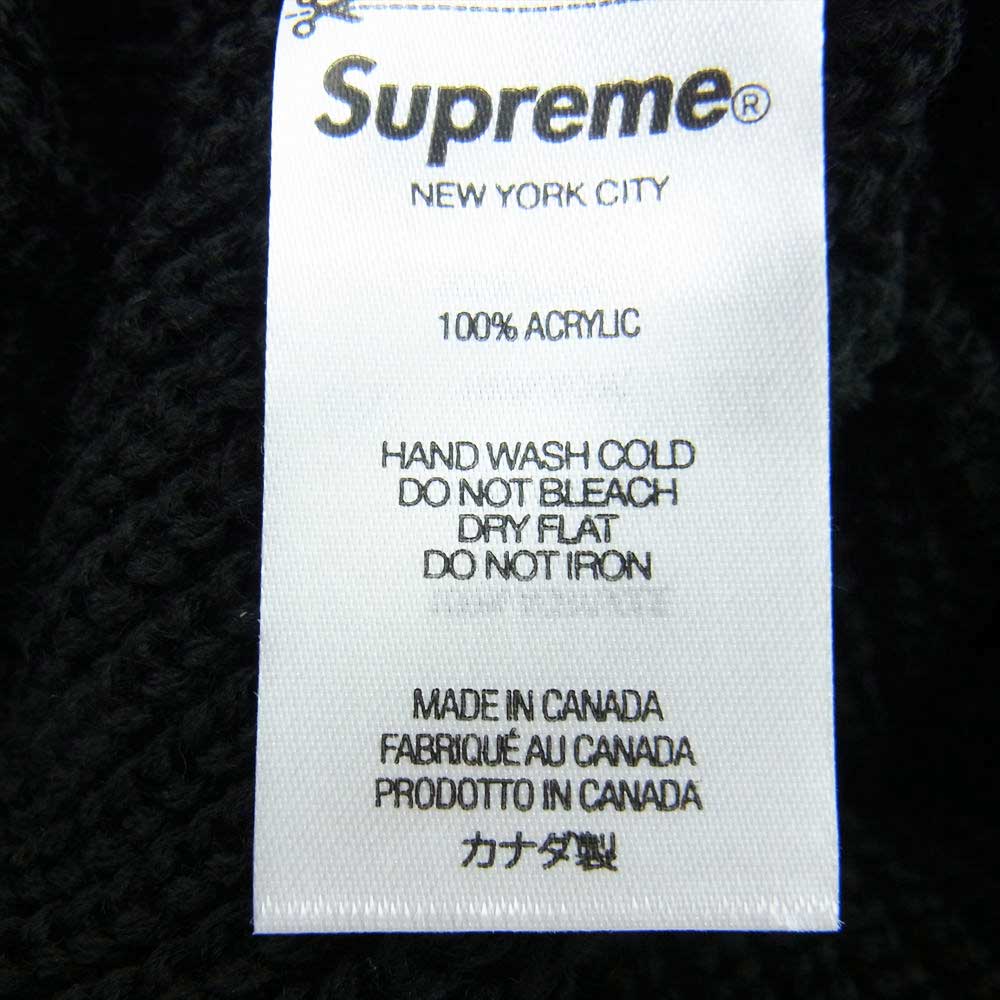 Supreme®
NEW YORK CITY
100% ACRYLIC
HAND WASH COLD
DO NOT BLEACH
DRY FLAT
DO NOT IRON
MADE IN CANADA
FABRIQUÉ AU CANADA
PRODOTTO IN CANADA
カナダ製